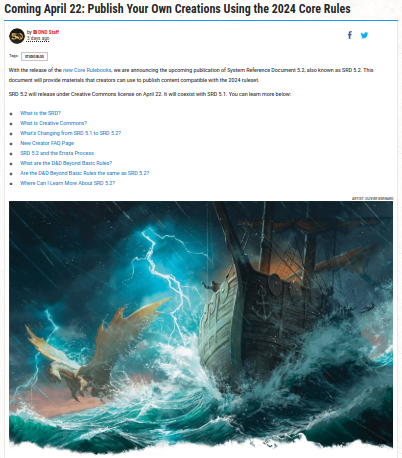 Coming April 22: Publish Your Own Creations Using the 2024 Core Rules
by DND Staff
3 days ago
Tags:
With the release of the new Core Rulebooks, we are announcing the upcoming publication of System Reference Document 5.2, also known as SRD 5.2. This
document will provide materials that creators can use to publish content compatible with the 2024 ruleset.
SRD 5.2 will release under Creative Commons license on April 22. It will coexist with SRD 5.1. You can learn more below:
What is the SRD?
What is Creative Commons?
What's Changing from SRD 5.1 to SRD 5.2?
New Creator FAQ Page
SRD 5.2 and the Errata Process
What are the D&D Beyond Basic Rules?
Are the D&D Beyond Basic Rules the same as SRD 5.2?
Where Can I Learn More About SRD 5.2?
ARTIST: OLIVIER BERNARD